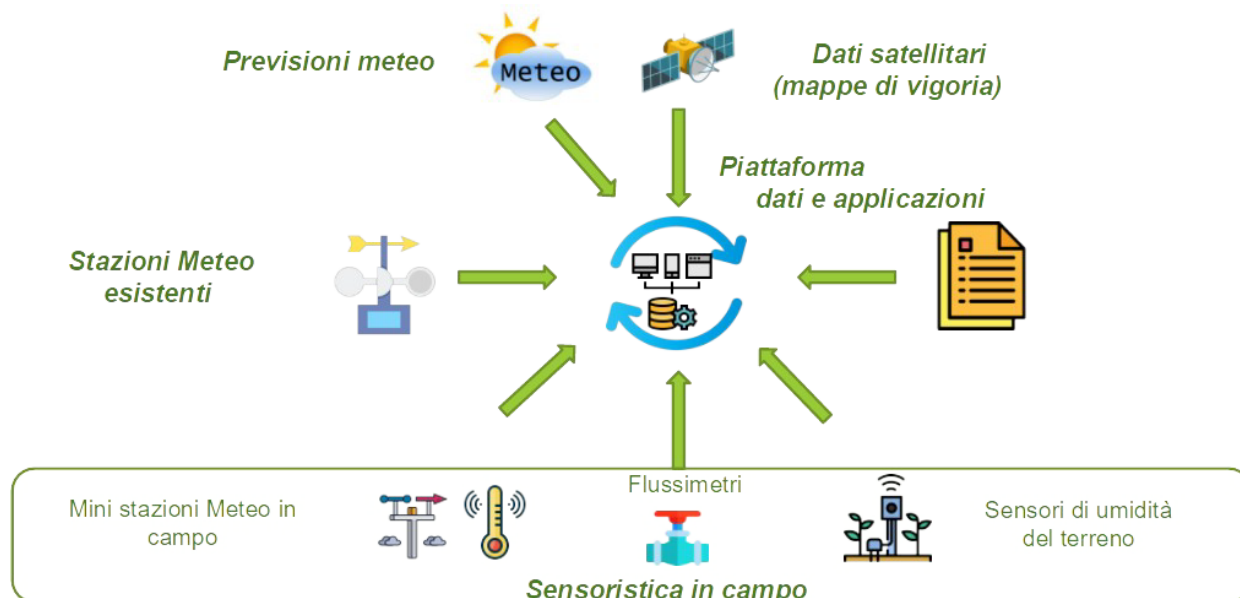 Previsioni meteo
Meteo
Dati satellitari
(mappe di vigoria)
Piattaforma
dati e applicazioni
Stazioni Meteo
esistenti
Mini stazioni Meteo in
campo
Flussimetri
Sensori di umidità
del terreno
Sensoristica in campo